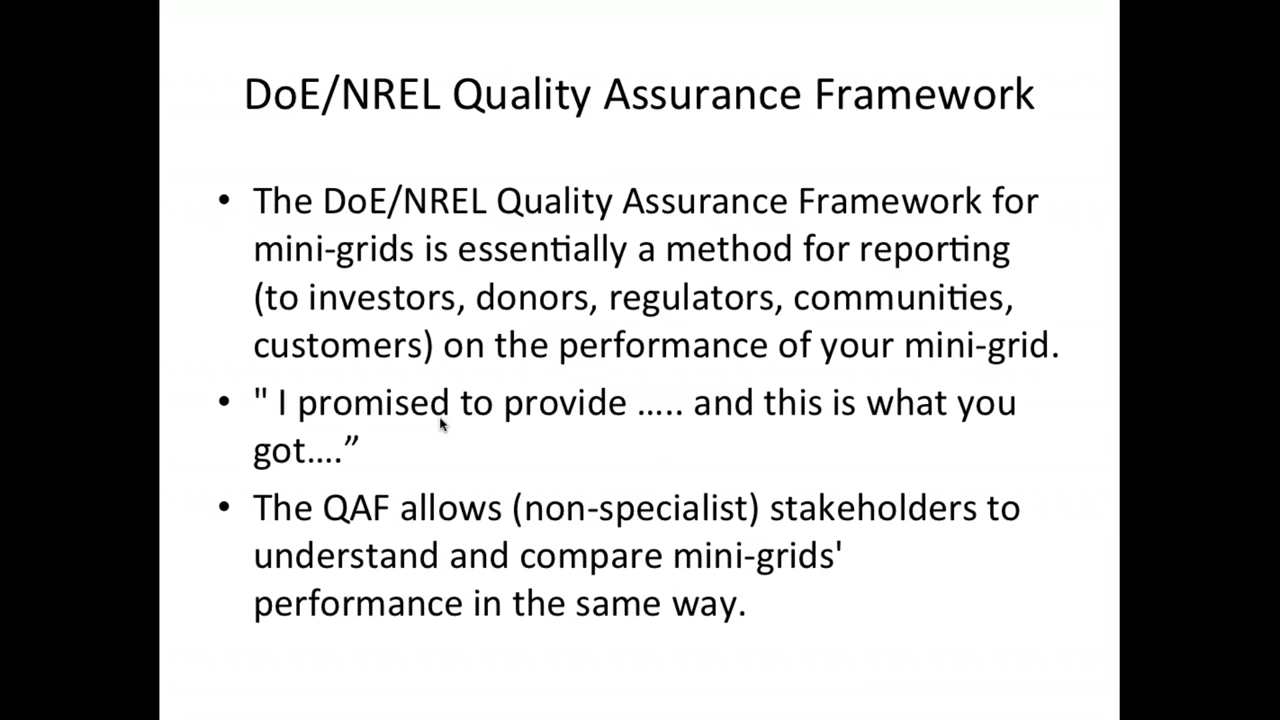 DoE/NREL Quality Assurance Framework
• The DoE/NREL Quality Assurance Framework for
mini-grids is essentially a method for reporting
(to investors, donors, regulators, communities,
customers) on the performance of your mini-grid.
• " I promised to provide ….. and this is what you
got….”
• The QAF allows (non-specialist) stakeholders to
understand and compare mini-grids'
performance in the same way.